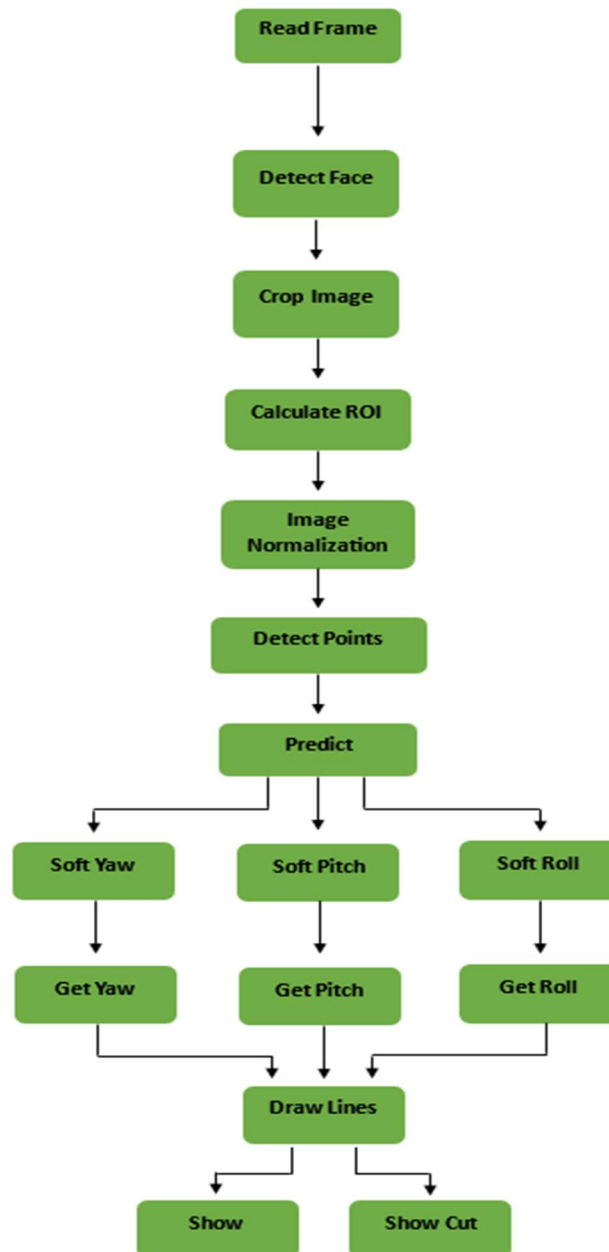 Read Frame
Detect Face
Crop Image
Calculate ROI
Image
Normalization
Detect Points
Predict
Soft Yaw
Soft Pitch
Soft Roll
Get Yaw
Get Pitch
Get Roll
Draw Lines
Show
Show Cut